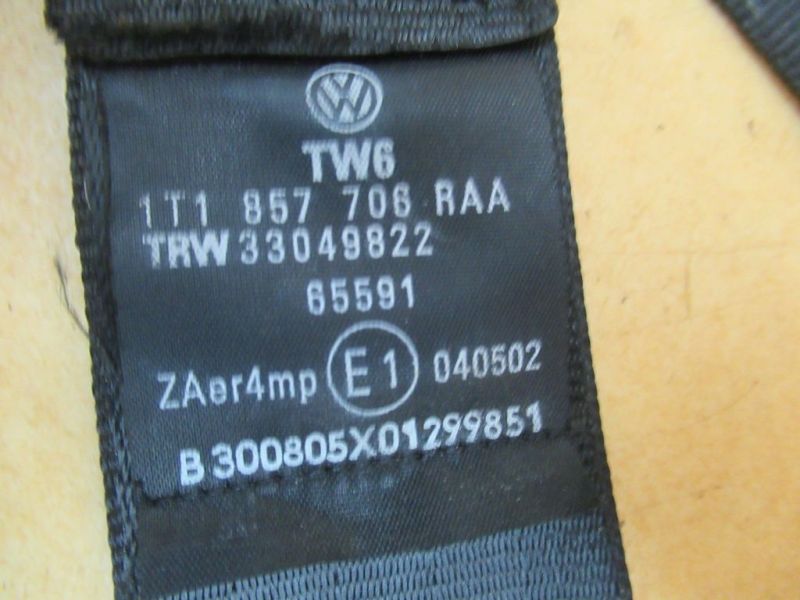 TW6
1T1 857 706 RAA
TRW 33049822
65591
ZAer4mp E1 040502
B 300805X01299851